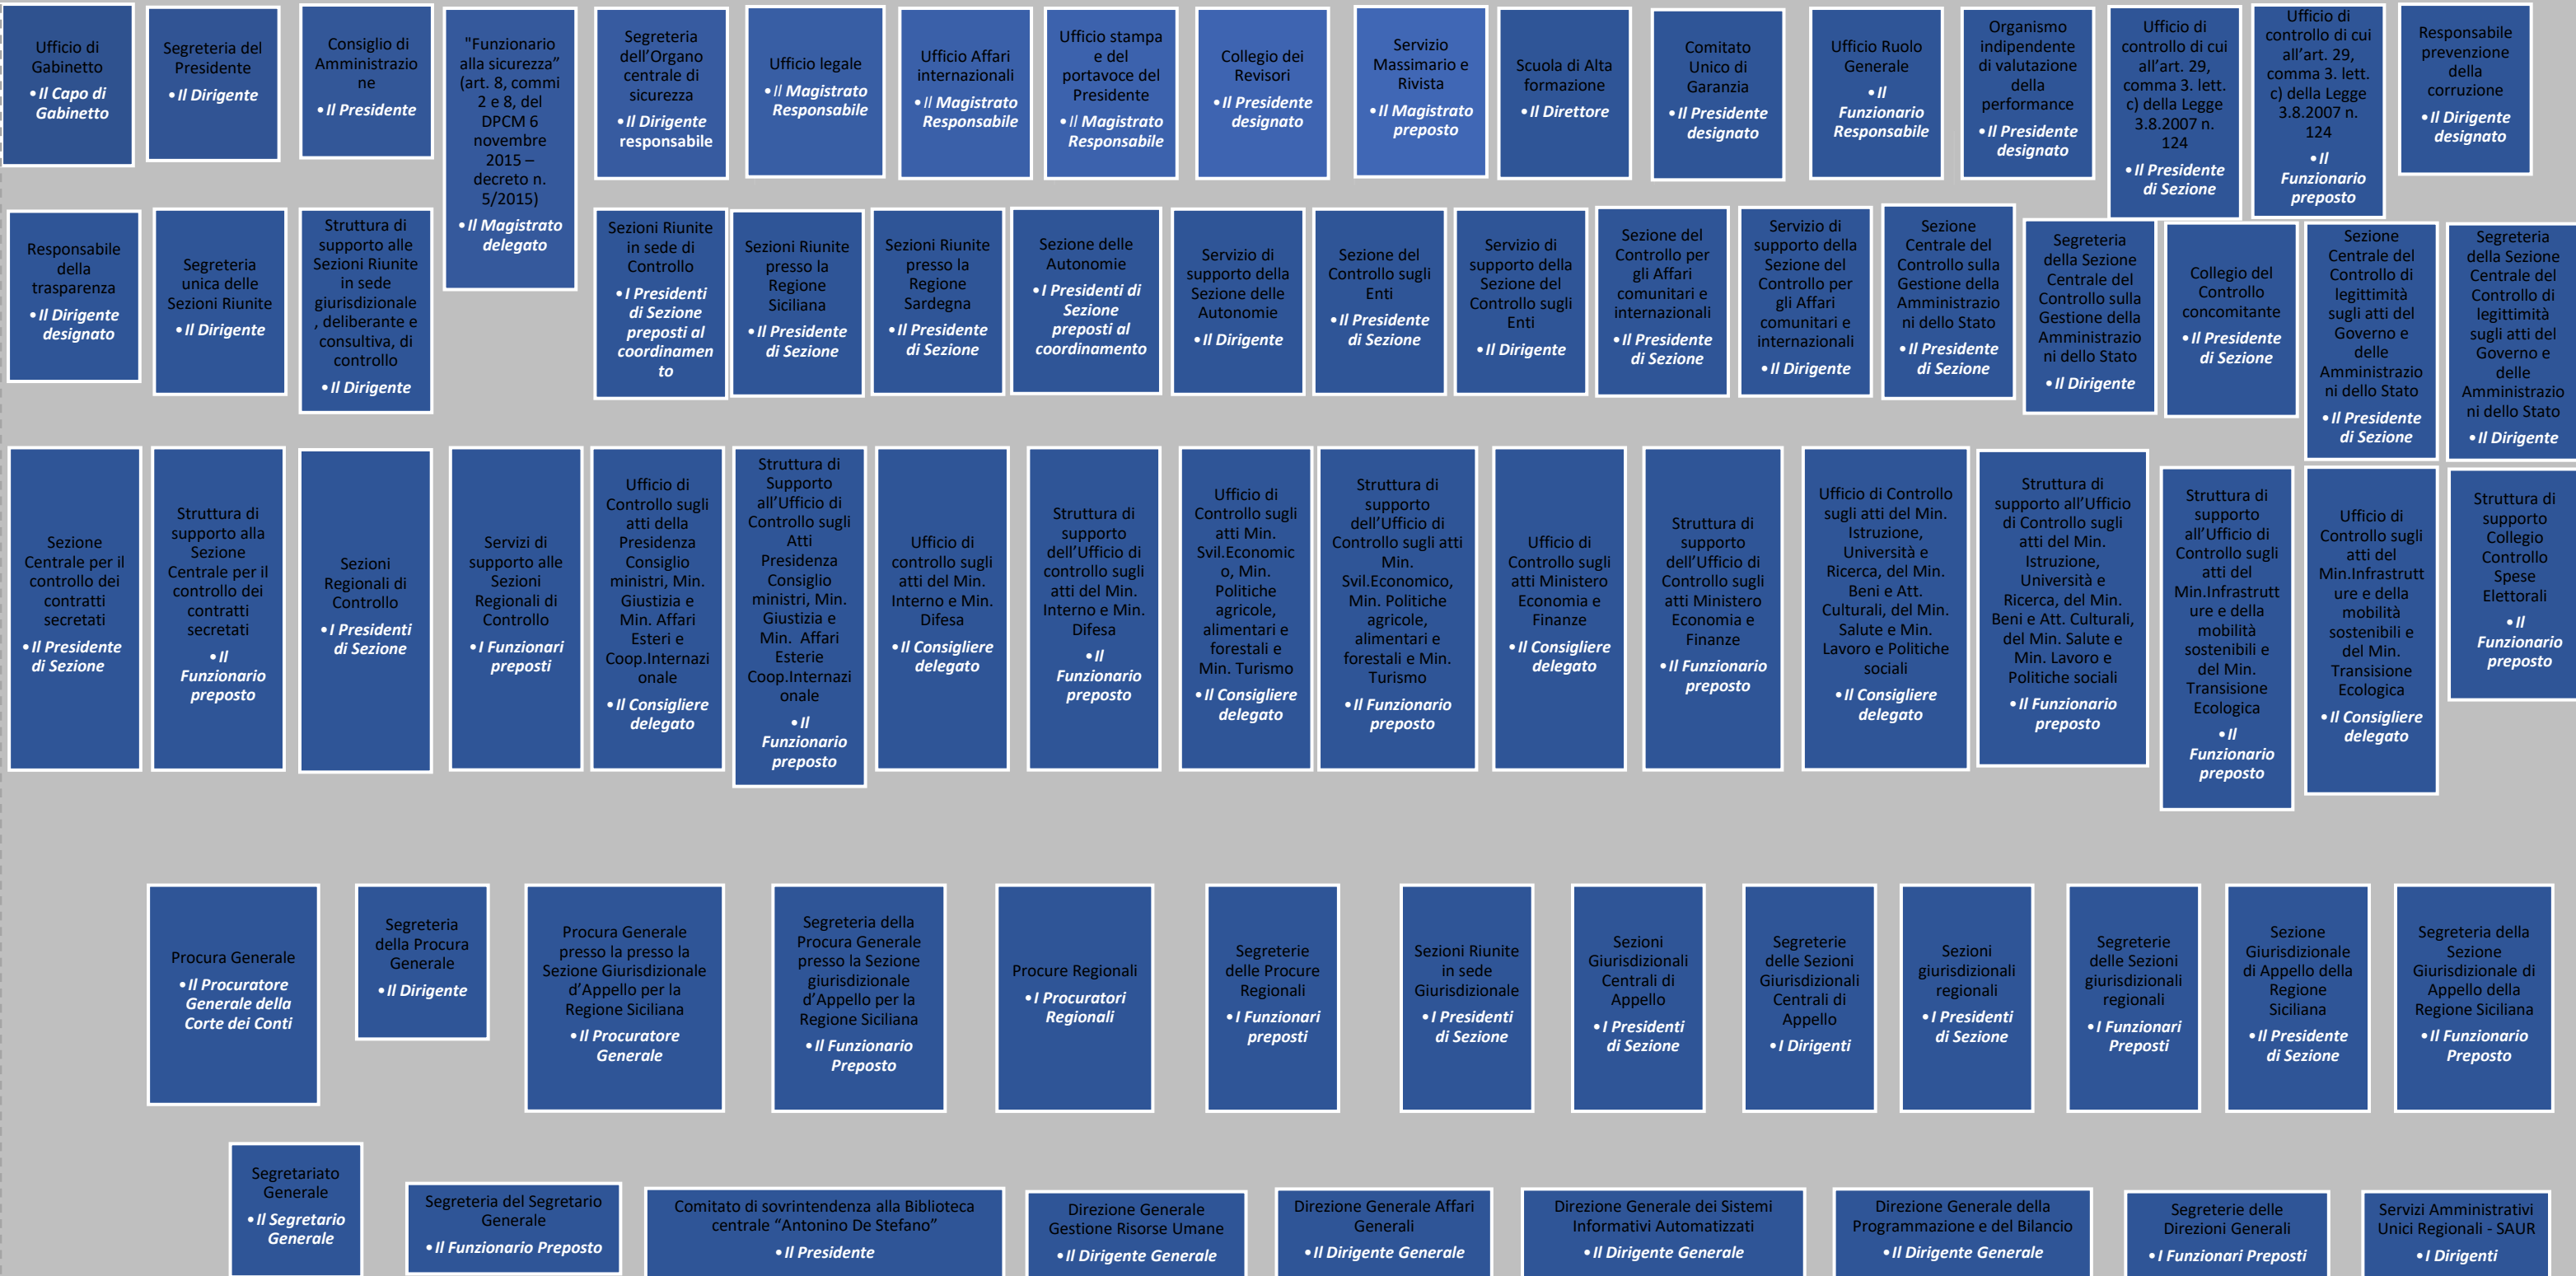 Ufficio di
Gabinetto
• Il Capo di
Gabinetto
Segreteria del
Presidente
• Il Dirigente
Consiglio di
Amministrazio
ne
• Il Presidente
"Funzionario
alla sicurezza”
(art. 8, commi
2 e 8, del
DPCM 6
novembre
2015 –
decreto n.
5/2015)
• Il Magistrato
delegato
Segreteria
dell’Organo
centrale di
sicurezza
• Il Dirigente
responsabile
Ufficio legale
• Il Magistrato
Responsabile
Ufficio Affari
internazionali
• Il Magistrato
Responsabile
Ufficio stampa
e del
portavoce del
Presidente
• Il Magistrato
Responsabile
Collegio dei
Revisori
• Il Presidente
designato
Servizio
Massimario e
Rivista
• Il Magistrato
preposto
Scuola di Alta
formazione
• Il Direttore
Comitato
Unico di
Garanzia
• Il Presidente
designato
Ufficio Ruolo
Generale
• Il
Funzionario
Responsabile
Organismo
indipendente
di valutazione
della
performance
• Il Presidente
designato
Ufficio di
controllo di cui
all’art. 29,
comma 3. lett.
c) della Legge
3.8.2007 n.
124
• Il Presidente
di Sezione
Ufficio di
controllo di cui
all’art. 29,
comma 3. lett.
c) della Legge
3.8.2007 n.
124
• Il
Funzionario
preposto
Responsabile
prevenzione
della
corruzione
• Il Dirigente
designato
Responsabile
della
trasparenza
• Il Dirigente
designato
Segreteria
unica delle
Sezioni Riunite
• Il Dirigente
Struttura di
supporto alle
Sezioni Riunite
in sede
giurisdizionale
, deliberante e
consultiva, di
controllo
• Il Dirigente
Sezioni Riunite
in sede di
Controllo
• I Presidenti
di Sezione
preposti al
coordinamen
to
Sezioni Riunite
presso la
Regione
Siciliana
• Il Presidente
di Sezione
Sezioni Riunite
presso la
Regione
Sardegna
• Il Presidente
di Sezione
Sezione delle
Autonomie
• I Presidenti di
Sezione
preposti al
coordinamento
Servizio di
supporto della
Sezione delle
Autonomie
• Il Dirigente
Sezione del
Controllo sugli
Enti
• Il Presidente
di Sezione
Servizio di
supporto della
Sezione del
Controllo sugli
Enti
• Il Dirigente
Sezione del
Controllo per
gli Affari
comunitari e
internazionali
• Il Presidente
di Sezione
Servizio di
supporto della
Sezione del
Controllo per
gli Affari
comunitari e
internazionali
• Il Dirigente
Sezione
Centrale del
Controllo sulla
Gestione della
Amministrazio
ni dello Stato
• Il Presidente
di Sezione
Segreteria
della Sezione
Centrale del
Controllo sulla
Gestione della
Amministrazio
ni dello Stato
• Il Dirigente
Collegio del
Controllo
concomitante
• Il Presidente
di Sezione
Sezione
Centrale del
Controllo di
legittimità
sugli atti del
Governo e
delle
Amministrazio
ni dello Stato
• Il Presidente
di Sezione
Segreteria
della Sezione
Centrale del
Controllo di
legittimità
sugli atti del
Governo e
delle
Amministrazio
ni dello Stato
• Il Dirigente
Sezione
Centrale per il
controllo dei
contratti
secretati
• Il Presidente
di Sezione
Struttura di
supporto alla
Sezione
Centrale per il
controllo dei
contratti
secretati
• Il
Funzionario
preposto
Sezioni
Regionali di
Controllo
• I Presidenti
di Sezione
Servizi di
supporto alle
Sezioni
Regionali di
Controllo
• I Funzionari
preposti
Ufficio di
Controllo sugli
atti della
Presidenza
Consiglio
ministri, Min.
Giustizia e
Min. Affari
Esteri e
Coop.Internazi
onale
• Il Consigliere
delegato
Struttura di
Supporto
all’Ufficio di
Controllo sugli
Atti
Presidenza
Consiglio
ministri, Min.
Giustizia e
Min. Affari
Esterie
Coop.Internazi
onale
• Il
Funzionario
preposto
Ufficio di
controllo sugli
atti del Min.
Interno e Min.
Difesa
• Il Consigliere
delegato
Struttura di
supporto
dell’Ufficio di
controllo sugli
atti del Min.
Interno e Min.
Difesa
• Il
Funzionario
preposto
Ufficio di
Controllo sugli
atti Min.
Svil.Economic
o, Min.
Politiche
agricole,
alimentari e
forestali e
Min. Turismo
• Il Consigliere
delegato
Struttura di
supporto
dell’Ufficio di
Controllo sugli atti
Min.
Svil.Economico,
Min. Politiche
agricole,
alimentari e
forestali e Min.
Turismo
• Il Funzionario
preposto
Ufficio di
Controllo sugli
atti Ministero
Economia e
Finanze
• Il Consigliere
delegato
Struttura di
supporto
dell’Ufficio di
Controllo sugli
atti Ministero
Economia e
Finanze
• Il Funzionario
preposto
Ufficio di Controllo
sugli atti del Min.
Istruzione,
Università e
Ricerca, del Min.
Beni e Att.
Culturali, del Min.
Salute e Min.
Lavoro e Politiche
sociali
• Il Consigliere
delegato
Struttura di
supporto all’Ufficio
di Controllo sugli
atti del Min.
Istruzione,
Università e
Ricerca, del Min.
Beni e Att. Culturali,
del Min. Salute e
Min. Lavoro e
Politiche sociali
• Il Funzionario
preposto
Struttura di
supporto
all’Ufficio di
Controllo sugli
atti del
Min.Infrastrutt
ure e della
mobilità
sostenibili e
del Min.
Transisione
Ecologica
• Il
Funzionario
preposto
Ufficio di
Controllo sugli
atti del
Min.Infrastrutt
ure e della
mobilità
sostenibili e
del Min.
Transisione
Ecologica
• Il Consigliere
delegato
Struttura di
supporto
Collegio
Controllo
Spese
Elettorali
• Il
Funzionario
preposto
Procura Generale
• Il Procuratore
Generale della
Corte dei Conti
Segreteria
della Procura
Generale
• Il Dirigente
Procura Generale
presso la presso la
Sezione Giurisdizionale
d’Appello per la
Regione Siciliana
• Il Procuratore
Generale
Segreteria della
Procura Generale
presso la Sezione
giurisdizionale
d’Appello per la
Regione Siciliana
• Il Funzionario
Preposto
Procure Regionali
• I Procuratori
Regionali
Segreterie
delle Procure
Regionali
• I Funzionari
preposti
Sezioni Riunite
in sede
Giurisdizionale
• I Presidenti
di Sezione
Sezioni
Giurisdizionali
Centrali di
Appello
• I Presidenti
di Sezione
Segreterie
delle Sezioni
Giurisdizionali
Centrali di
Appello
• I Dirigenti
Sezioni
giurisdizionali
regionali
• I Presidenti
di Sezione
Segreterie
delle Sezioni
giurisdizionali
regionali
• I Funzionari
Preposti
Sezione
Giurisdizionale
di Appello della
Regione
Siciliana
• Il Presidente
di Sezione
Segreteria della
Sezione
Giurisdizionale di
Appello della
Regione Siciliana
• Il Funzionario
Preposto
Segretariato
Generale
• Il Segretario
Generale
Segreteria del Segretario
Generale
• Il Funzionario Preposto
Comitato di sovrintendenza alla Biblioteca
centrale “Antonino De Stefano”
• Il Presidente
Direzione Generale
Gestione Risorse Umane
• Il Dirigente Generale
Direzione Generale Affari
Generali
• Il Dirigente Generale
Direzione Generale dei Sistemi
Informativi Automatizzati
• Il Dirigente Generale
Direzione Generale della
Programmazione e del Bilancio
• Il Dirigente Generale
Segreterie delle
Direzioni Generali
• I Funzionari Preposti
Servizi Amministrativi
Unici Regionali - SAUR
• I Dirigenti